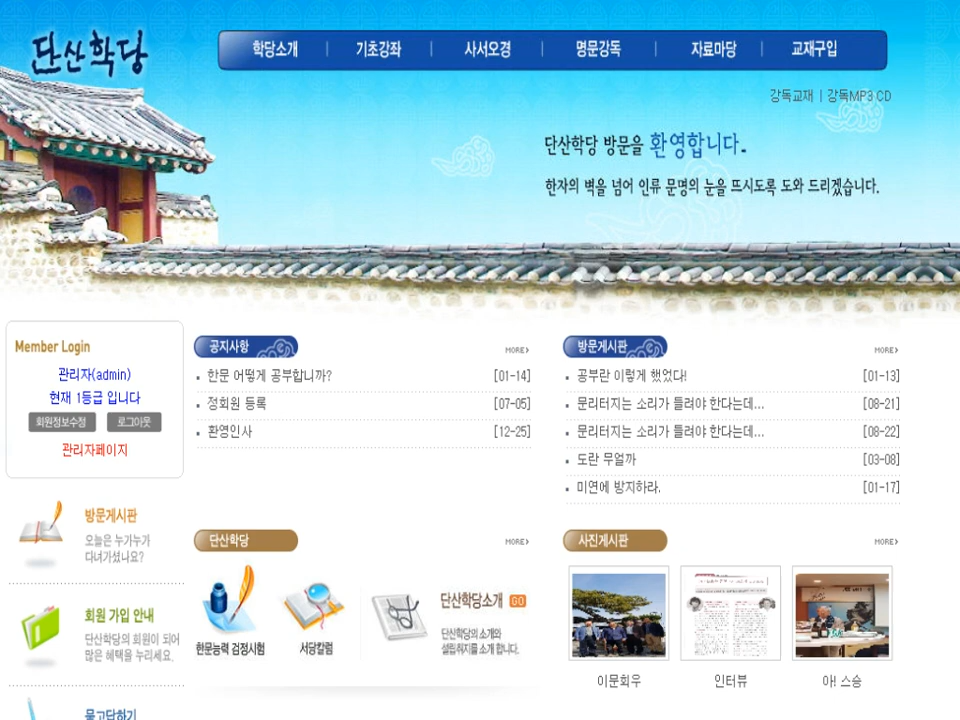 단산학당
학당소개 | 기초강좌 | 사서오경 | 명문강독 | 자료마당 | 교재구입
강독교재 | 강독MP3 CD
단산학당 방문을 환영합니다.
한자의 벽을 넘어 인류 문명의 눈을 뜨시도록 도와 드리겠습니다.
Member Login
관리자(admin)
현재 1등급 입니다
회원정보수정 로그아웃
관리자페이지
방문게시판
오늘은 누가누가
다녀가셨나요?
회원 가입 안내
단산학당의 회원이 되어
많은 혜택을 누리세요.
묻고답하기
공지사항 MORE
한문 어떻게 공부합니까? [01-14]
정회원 등록 [07-05]
환영인사 [12-25]
방문게시판 MORE
공부란 이렇게 했었다! [01-13]
문리터지는 소리가 들려야 한다는데... [08-21]
문리터지는 소리가 들려야 한다는데... [08-22]
도란 무얼까 [03-08]
미연에 방지하라. [01-17]
단산학당 MORE
한문능력 검정시험
서당칼럼
단산학당소개 GO
단산학당의 소개와
설립취지를 소개 합니다.
사진게시판 MORE
이문회우
인터뷰
아! 스승